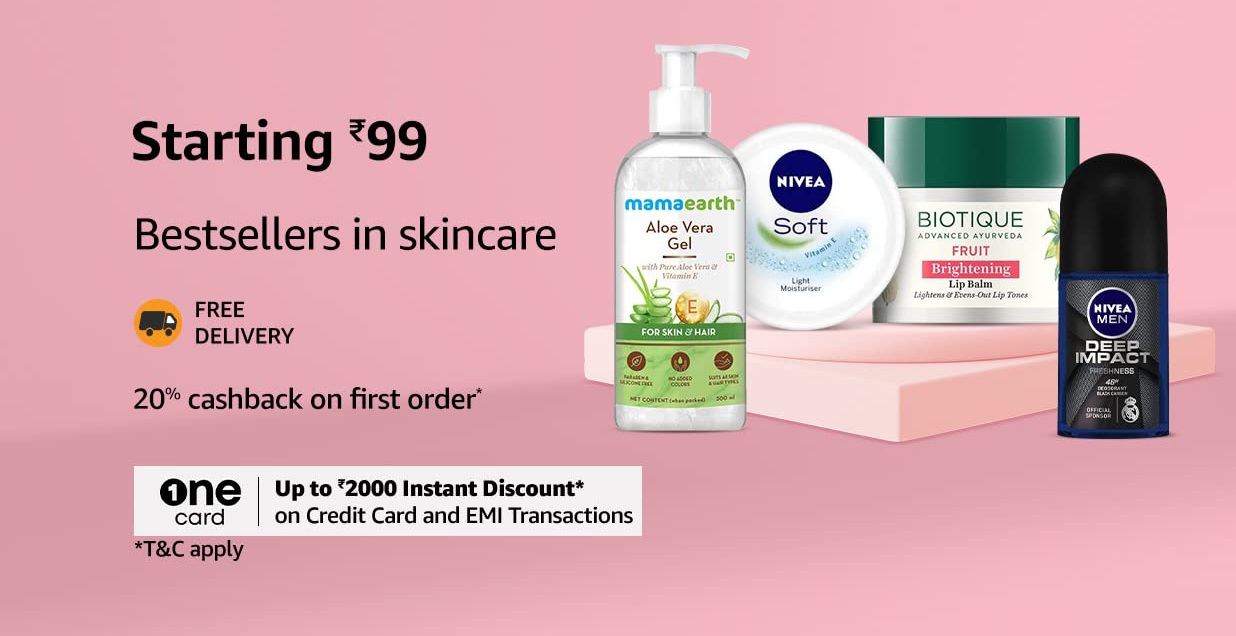 Starting ₹99
Bestsellers in skincare
FREE
DELIVERY
20% cashback on first order*
one
card
Up to ₹2000 Instant Discount*
on Credit Card and EMI Transactions
*T&C apply
mamaearth™
Aloe Vera
Gel
with Pure Aloe Vera &
Vitamin E
E
FOR SKIN & HAIR
PARABEN &
SILICONE FREE
NO ADDED
COLORS
SUITS ALL SKIN
& HAIR TYPES
NET CONTENT (when packed) 300 ml
NIVEA
Soft
Vitamin E
Light
Moisturiser
BIOTIQUE
ADVANCED AYURVEDA
FRUIT
Brightening
Lip Balm
Lightens & Evens-Out Lip Tones
NIVEA
MEN
DEEP
IMPACT
FRESHNESS
48H
DEODORANT
BLACK CARBON
OFFICIAL
SPONSOR